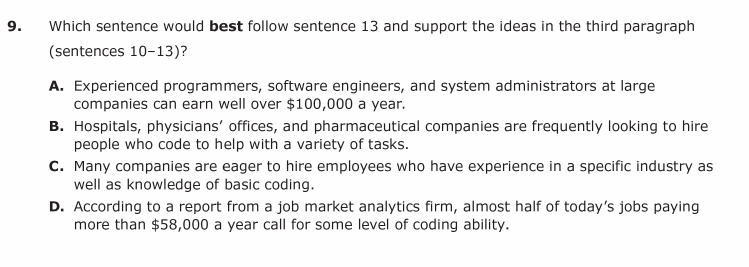 9. Which sentence would best follow sentence 13 and support the ideas in the third paragraph
(sentences 10–13)?
A. Experienced programmers, software engineers, and system administrators at large
companies can earn well over $100,000 a year.
B. Hospitals, physicians’ offices, and pharmaceutical companies are frequently looking to hire
people who code to help with a variety of tasks.
C. Many companies are eager to hire employees who have experience in a specific industry as
well as knowledge of basic coding.
D. According to a report from a job market analytics firm, almost half of today’s jobs paying
more than $58,000 a year call for some level of coding ability.